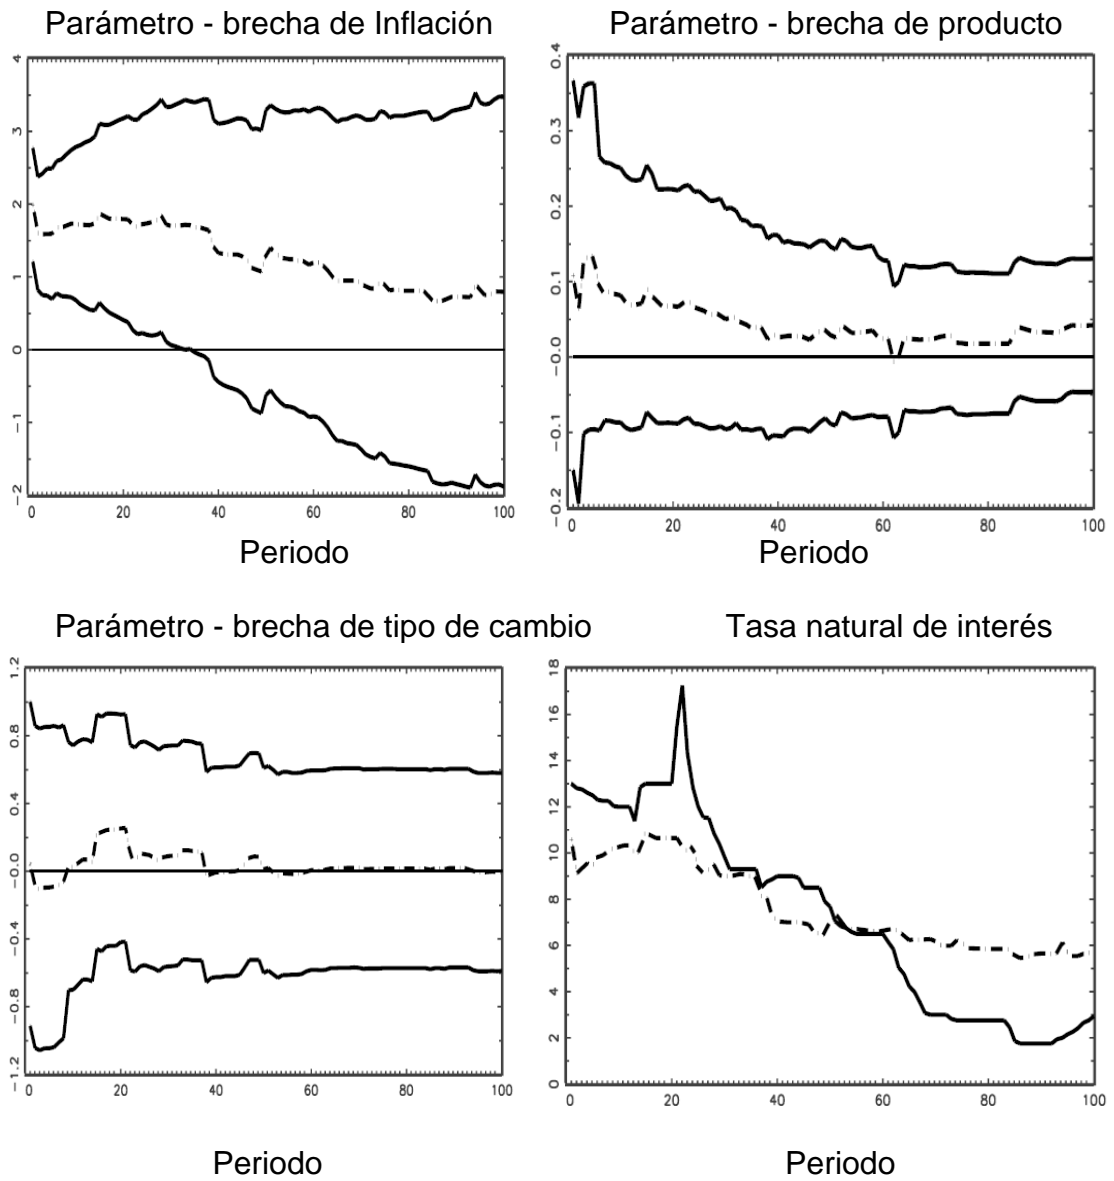 Parámetro - brecha de Inflación
4
3
2
1
0
−1
−2
0 20 40 60 80 100
Periodo
Parámetro - brecha de producto
0.4
0.3
0.2
0.1
−0.0
−0.1
−0.2
0 20 40 60 80 100
Periodo
Parámetro - brecha de tipo de cambio
1.2
0.8
0.4
−0.0
−0.4
−0.8
−1.2
0 20 40 60 80 100
Periodo
Tasa natural de interés
18
16
14
12
10
8
6
4
2
0
0 20 40 60 80 100
Periodo